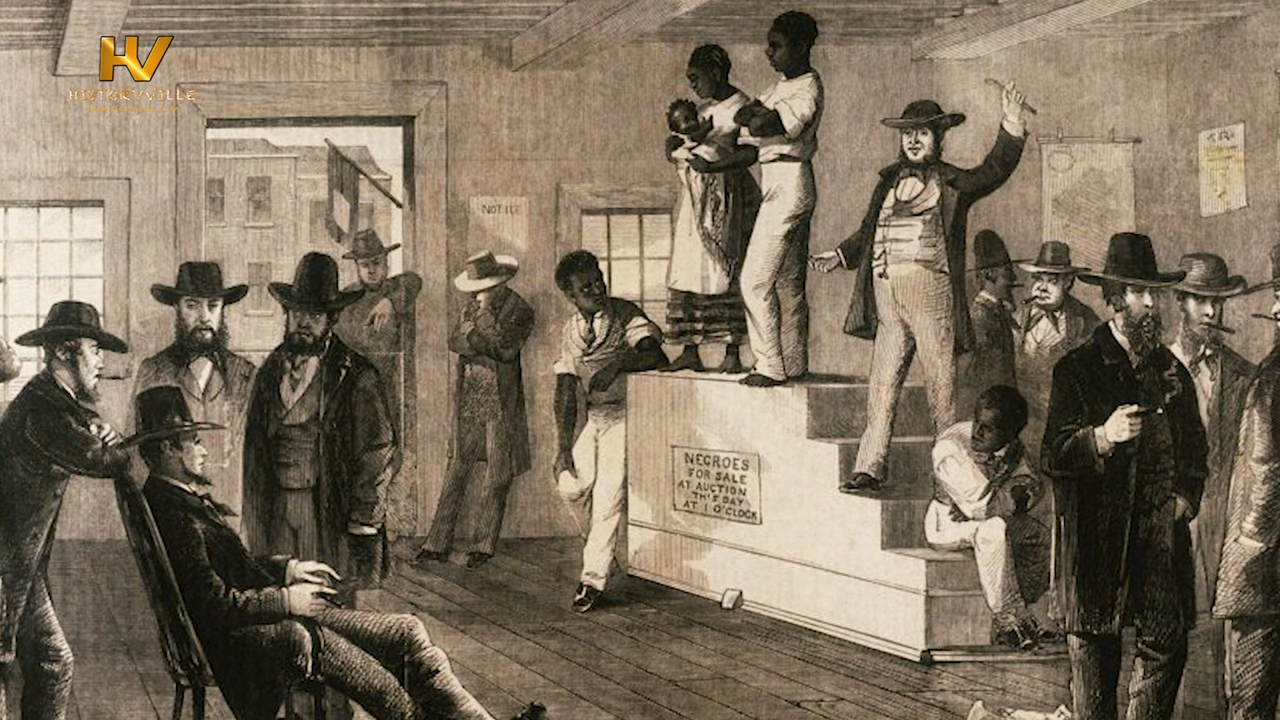 HV
HISTORYVILLE
NOTICE
NEGROES
FOR SALE
AT AUCTION
THIS DAY
AT 1 O'CLOCK